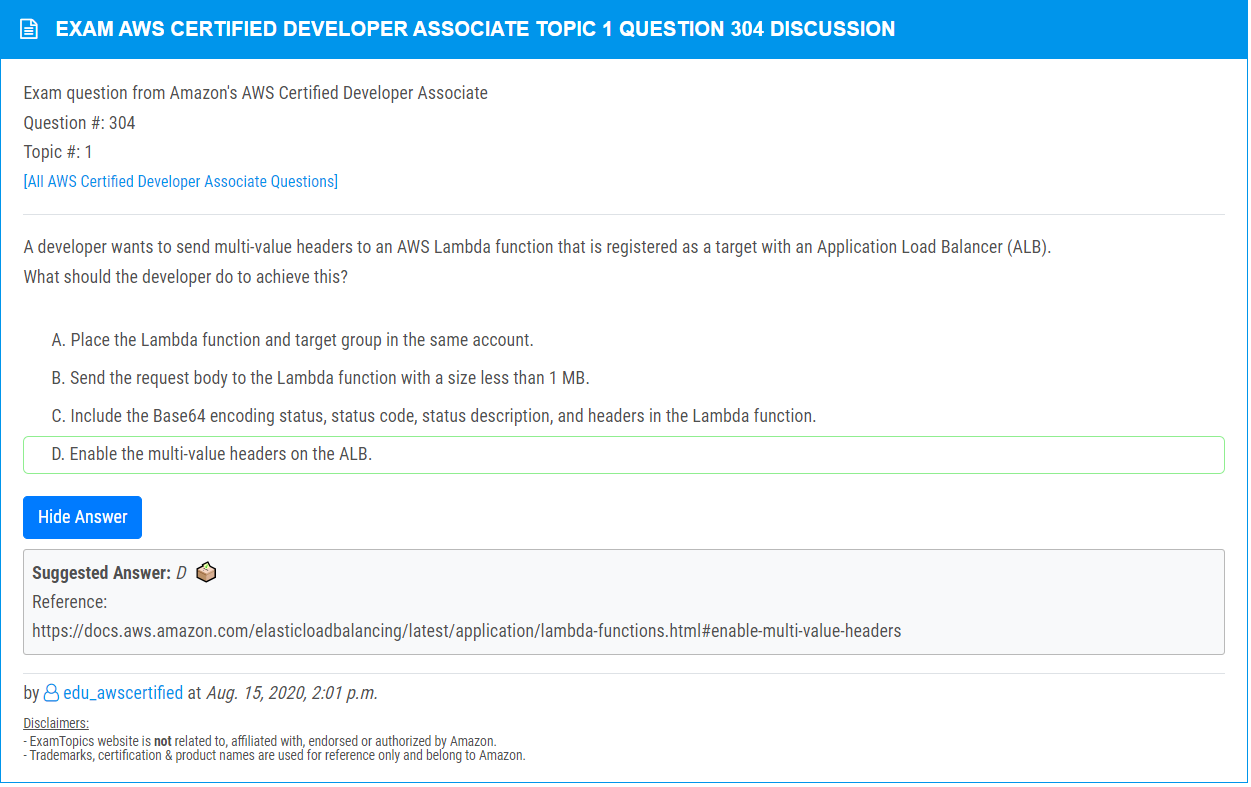 EXAM AWS CERTIFIED DEVELOPER ASSOCIATE TOPIC 1 QUESTION 304 DISCUSSION
Exam question from Amazon's AWS Certified Developer Associate
Question #: 304
Topic #: 1
[All AWS Certified Developer Associate Questions]
A developer wants to send multi-value headers to an AWS Lambda function that is registered as a target with an Application Load Balancer (ALB).
What should the developer do to achieve this?
A. Place the Lambda function and target group in the same account.
B. Send the request body to the Lambda function with a size less than 1 MB.
C. Include the Base64 encoding status, status code, status description, and headers in the Lambda function.
D. Enable the multi-value headers on the ALB.
Hide Answer
Suggested Answer: D
Reference:
https://docs.aws.amazon.com/elasticloadbalancing/latest/application/lambda-functions.html#enable-multi-value-headers
by edu_awscertified at Aug. 15, 2020, 2:01 p.m.
Disclaimers:
- ExamTopics website is not related to, affiliated with, endorsed or authorized by Amazon.
- Trademarks, certification & product names are used for reference only and belong to Amazon.